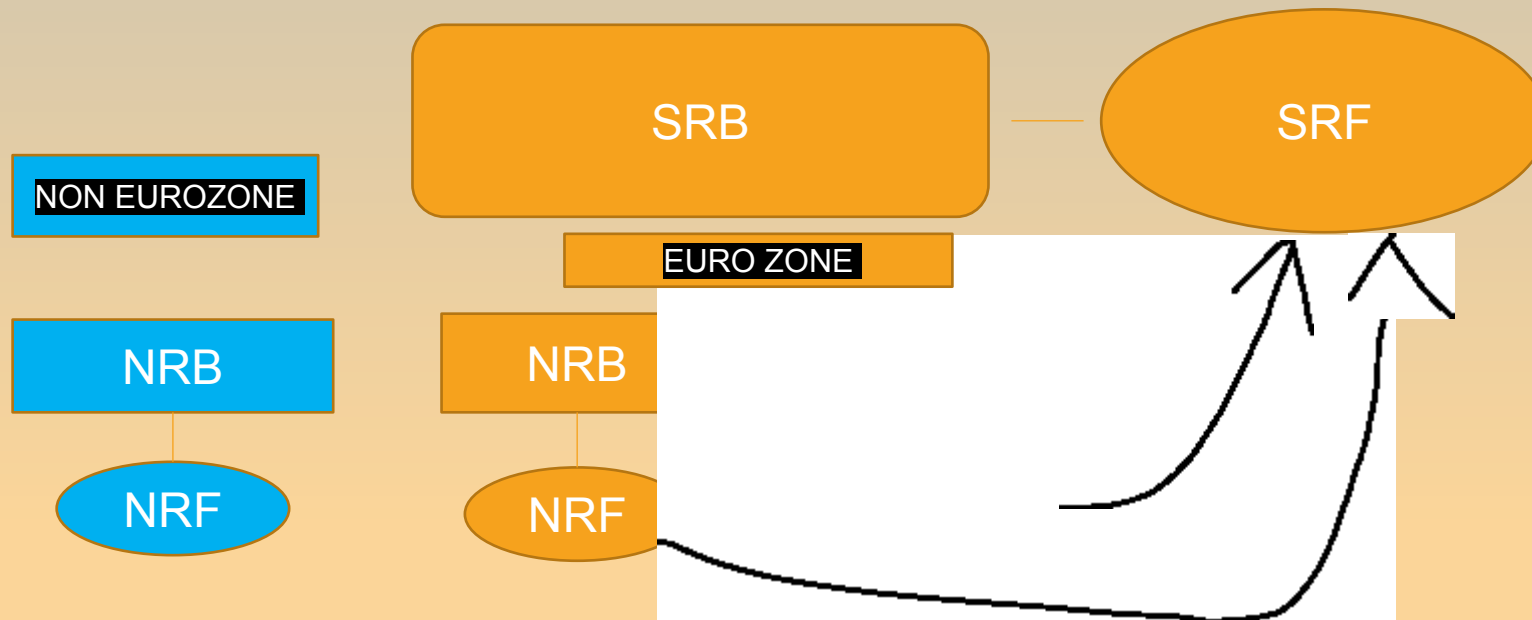 SRB
SRF
NON EUROZONE
EURO ZONE
NRB
NRB
NRF
NRF